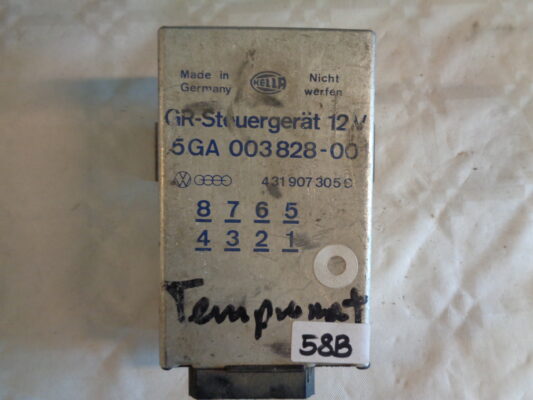 Made in
Germany
HELLA
Nicht
werfen
GR-Steuergerät 12 V
5GA 003 828-00
431 907 305
8 7 6 5
4 3 2 1
Tempomat
58B